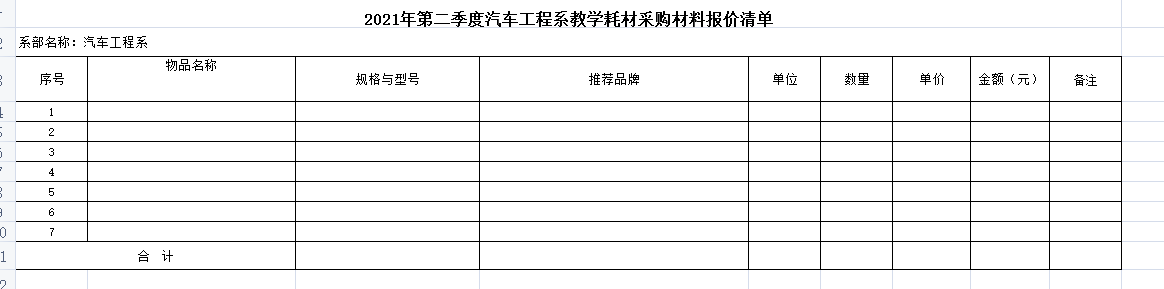 2021年第二季度汽车工程系教学耗材采购材料报价清单
系部名称：汽车工程系
序号 物品名称 规格与型号 推荐品牌 单位 数量 单价 金额（元） 备注
1
2
3
4
5
6
7
合 计